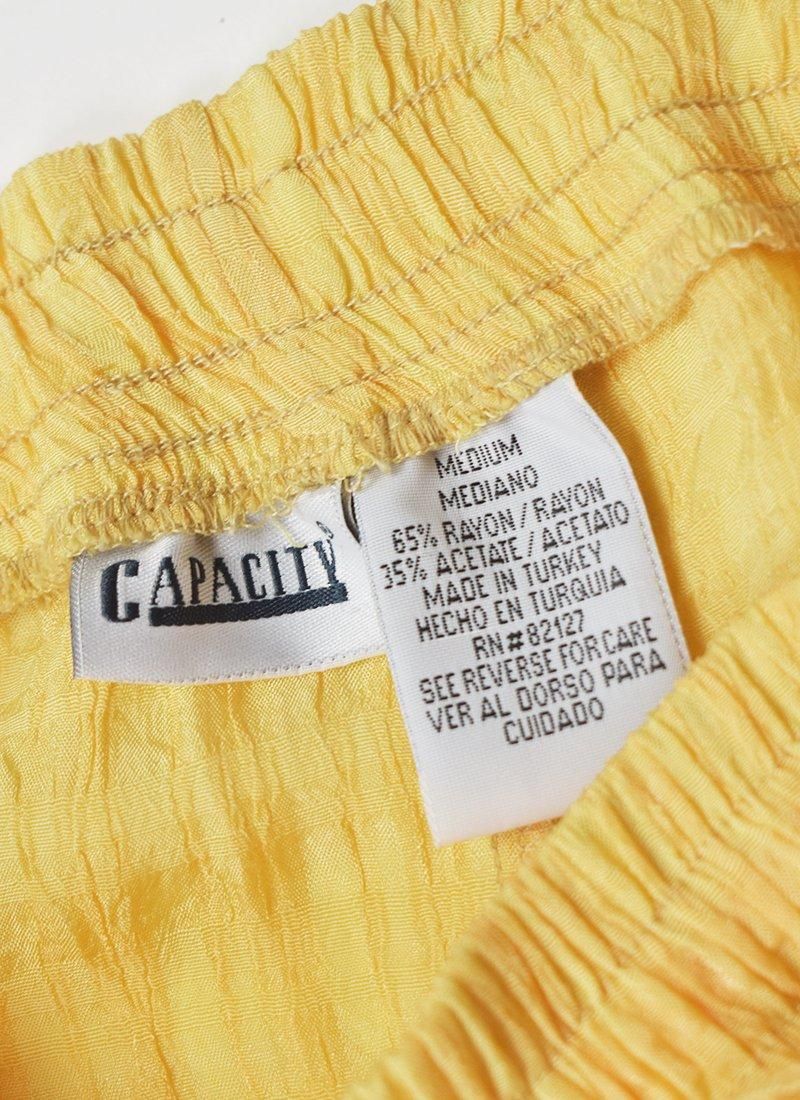 CAPACITY
MEDIUM
MEDIANO
65% RAYON/RAYON
35% ACETATE/ACETATO
MADE IN TURKEY
HECHO EN TURQUIA
RN#82127
SEE REVERSE FOR CARE
VER AL DORSO PARA
CUIDADO